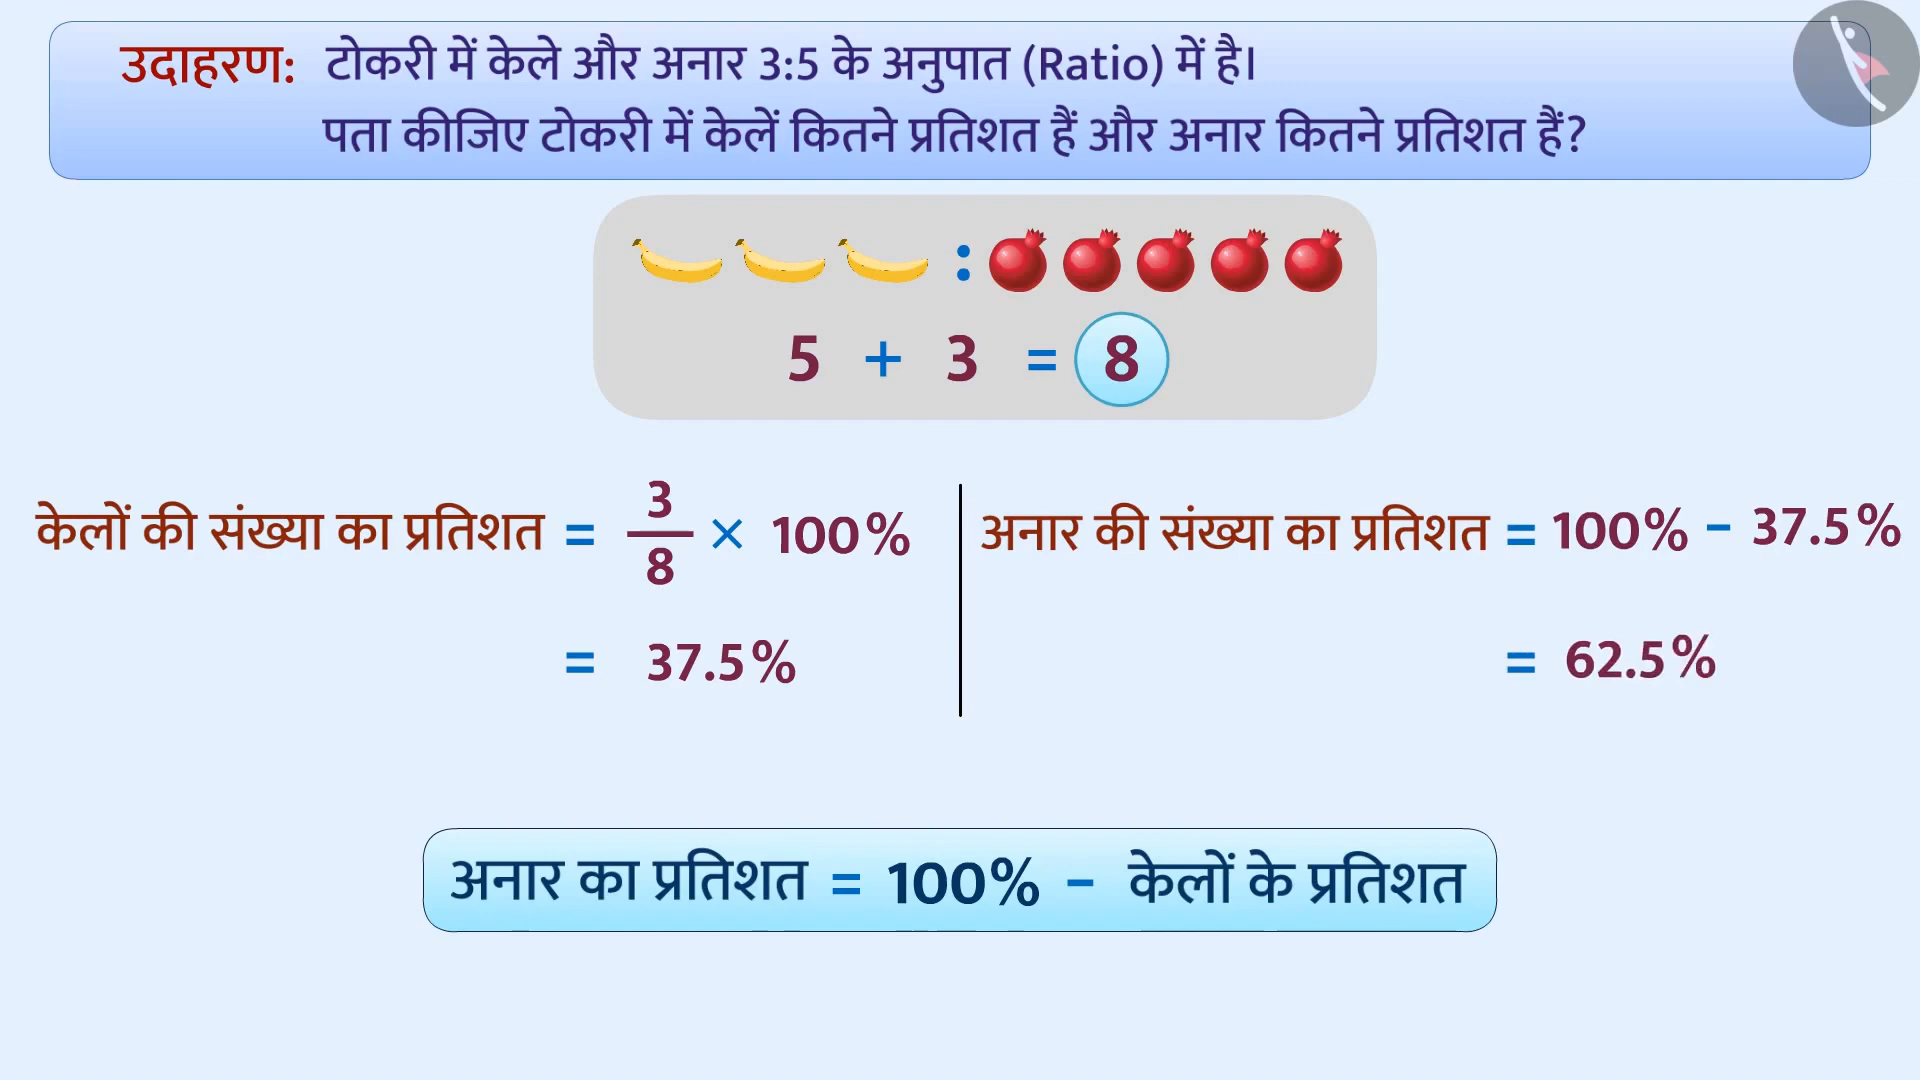 उदाहरण: टोकरी में केले और अनार 3:5 के अनुपात (Ratio) में है।
पता कीजिए टोकरी में केलें कितने प्रतिशत हैं और अनार कितने प्रतिशत हैं?
:
5 + 3 = 8
केलों की संख्या का प्रतिशत = 3/8 × 100%
= 37.5%
अनार की संख्या का प्रतिशत = 100% - 37.5%
= 62.5%
अनार का प्रतिशत = 100% - केलों के प्रतिशत